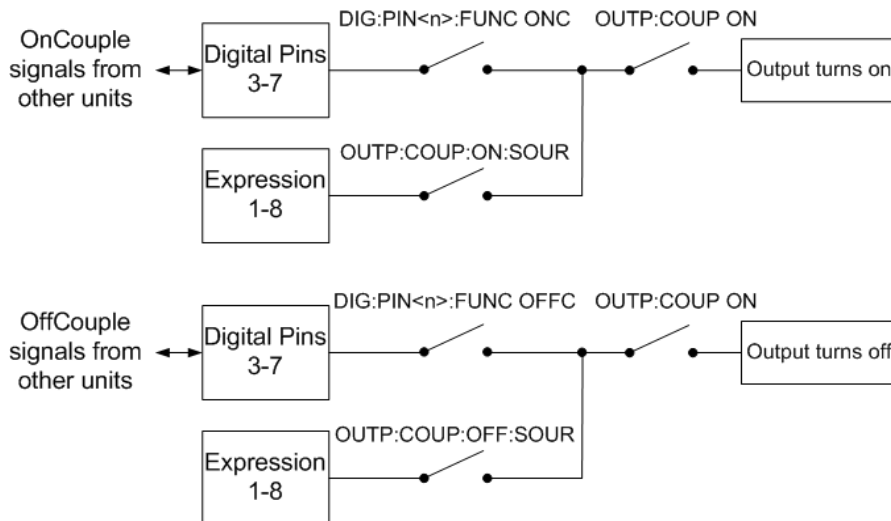 DIG:PIN<n>:FUNC ONC
OUTP:COUP ON
OnCouple
signals from
other units
Digital Pins
3-7
Output turns on
OUTP:COUP:ON:SOUR
Expression
1-8
DIG:PIN<n>:FUNC OFFC
OUTP:COUP ON
OffCouple
signals from
other units
Digital Pins
3-7
Output turns off
OUTP:COUP:OFF:SOUR
Expression
1-8